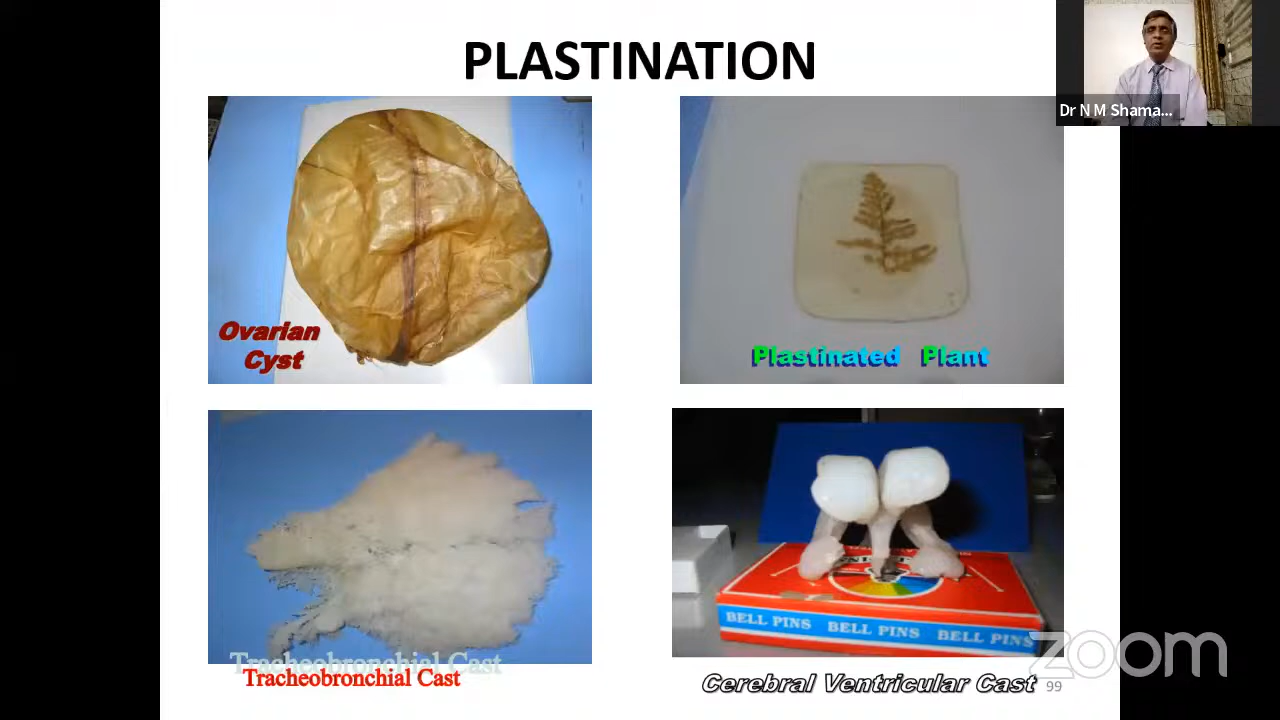 PLASTINATION
Dr N M Shama...
Ovarian
Cyst
Plastinated Plant
Tracheobronchial Cast
Tracheobronchial Cast
BELL PINS BELL PINS BELL PINS
Cerebral Ventricular Cast
99
zoom